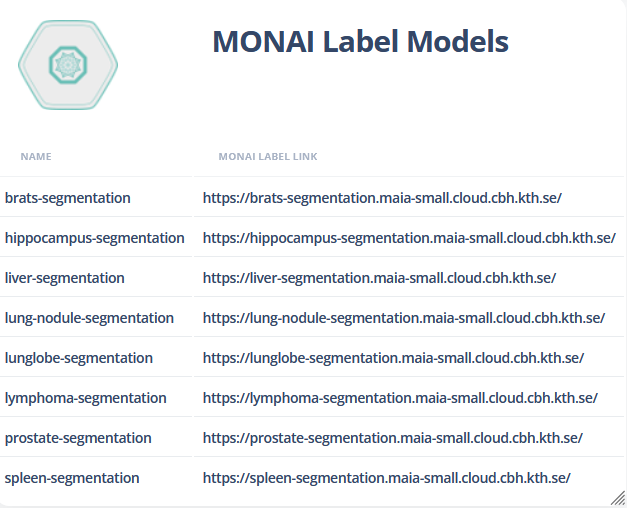 MONAI Label Models
NAME MONAI LABEL LINK
brats-segmentation https://brats-segmentation.maia-small.cloud.cbh.kth.se/
hippocampus-segmentation https://hippocampus-segmentation.maia-small.cloud.cbh.kth.se/
liver-segmentation https://liver-segmentation.maia-small.cloud.cbh.kth.se/
lung-nodule-segmentation https://lung-nodule-segmentation.maia-small.cloud.cbh.kth.se/
lunglobe-segmentation https://lunglobe-segmentation.maia-small.cloud.cbh.kth.se/
lymphoma-segmentation https://lymphoma-segmentation.maia-small.cloud.cbh.kth.se/
prostate-segmentation https://prostate-segmentation.maia-small.cloud.cbh.kth.se/
spleen-segmentation https://spleen-segmentation.maia-small.cloud.cbh.kth.se/